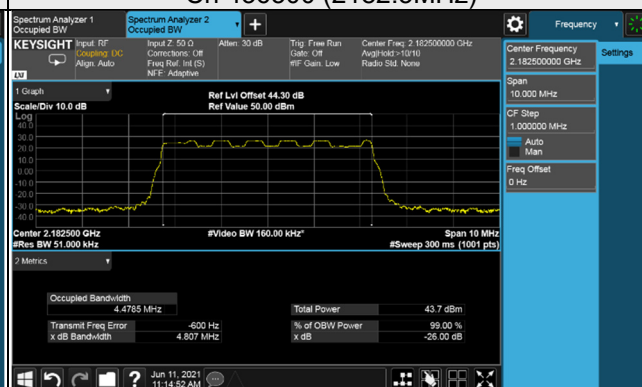 Spectrum Analyzer 1
Occupied BW
Spectrum Analyzer 2
Occupied BW
+
Frequency
KEYSIGHT
Input: RF
Coupling: DC
Align: Auto
Input Z: 50 Ω
Corrections: Off
Freq Ref: Int (S)
NFE: Adaptive
Atten: 30 dB
Trig: Free Run
Gate: Off
#IF Gain: Low
Center Freq: 2.182500000 GHz
Avg|Hold:>10/10
Radio Std: None
LXI
Center Frequency
2.182500000 GHz
Settings
Span
10.000 MHz
CF Step
1.000000 MHz
Auto
Man
Freq Offset
0 Hz
1 Graph
Scale/Div 10.0 dB
Ref Lvl Offset 44.30 dB
Ref Value 50.00 dBm
Log
40.0
30.0
20.0
10.0
0.00
-10.0
-20.0
-30.0
-40.0
Center 2.182500 GHz
#Res BW 51.000 kHz
#Video BW 160.00 kHz*
Span 10 MHz
#Sweep 300 ms (1001 pts)
2 Metrics
Occupied Bandwidth
4.4785 MHz
Total Power
43.7 dBm
Transmit Freq Error
-600 Hz
% of OBW Power
99.00 %
x dB Bandwidth
4.807 MHz
x dB
-26.00 dB
?
Jun 11, 2021
11:14:52 AM